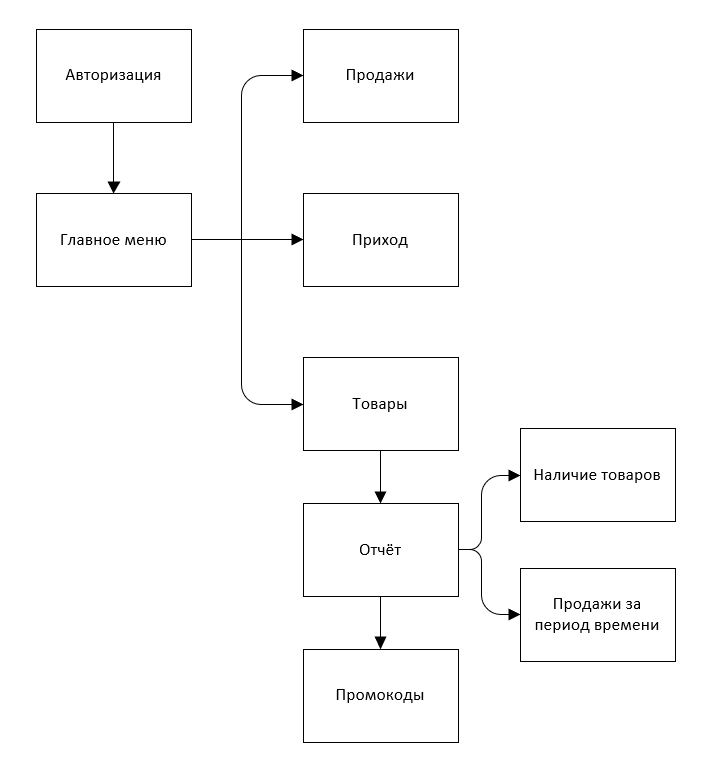 Авторизация
Продажи
Главное меню
Приход
Товары
Наличие товаров
Отчёт
Продажи за
период времени
Промокоды